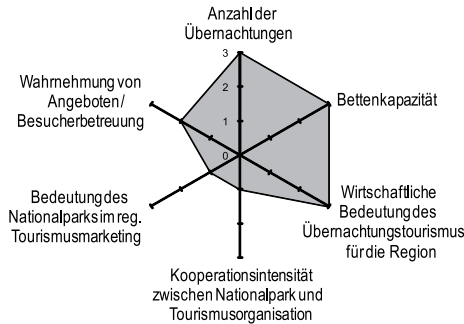 Anzahl der
Übernachtungen
3
2
1
0
Bettenkapazität
Wirtschaftliche
Bedeutung des
Übernachtungstourismus
für die Region
Kooperationsintensität
zwischen Nationalpark und
Tourismusorganisation
Bedeutung des
Nationalparks im reg.
Tourismusmarketing
Wahrnehmung von
Angeboten/
Besucherbetreuung